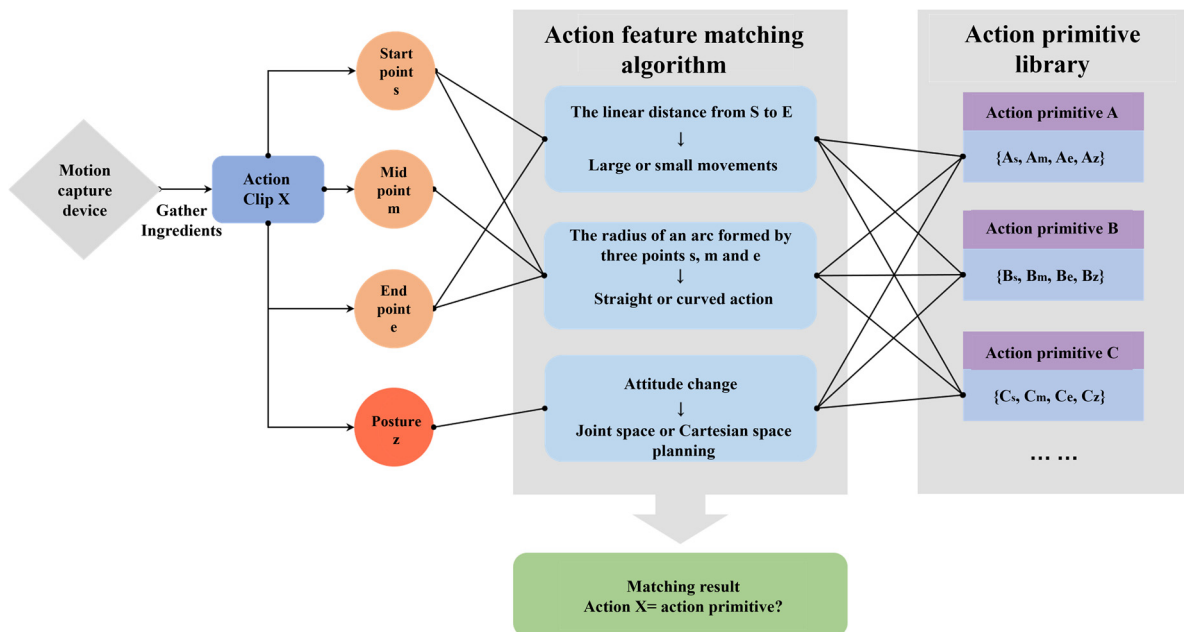 Motion
capture
device
Gather
Ingredients
Action
Clip X
Start
point
s
Mid
point
m
End
point
e
Posture
z
Action feature matching
algorithm
The linear distance from S to E
↓
Large or small movements
The radius of an arc formed by
three points s, m and e
↓
Straight or curved action
Attitude change
↓
Joint space or Cartesian space
planning
Action primitive
library
Action primitive A
{As, Am, Ae, Az}
Action primitive B
{Bs, Bm, Be, Bz}
Action primitive C
{Cs, Cm, Ce, Cz}
... ...
Matching result
Action X= action primitive?